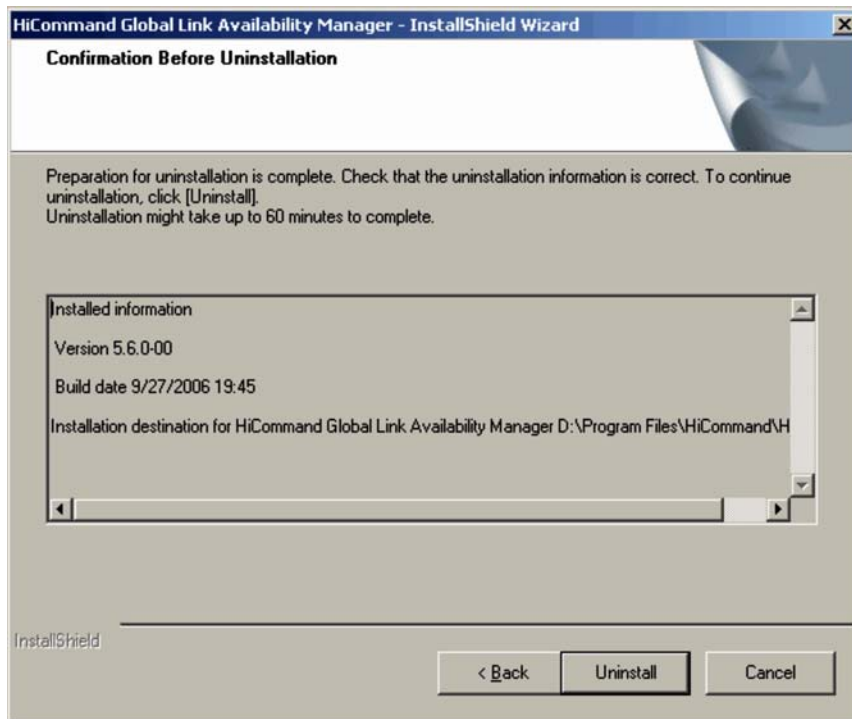 HiCommand Global Link Availability Manager - InstallShield Wizard
Confirmation Before Uninstallation
Preparation for uninstallation is complete. Check that the uninstallation information is correct. To continue
uninstallation, click [Uninstall].
Uninstallation might take up to 60 minutes to complete.
Installed information
Version 5.6.0-00
Build date 9/27/2006 19:45
Installation destination for HiCommand Global Link Availability Manager D:\Program Files\HiCommand\H
InstallShield
< Back
Uninstall
Cancel